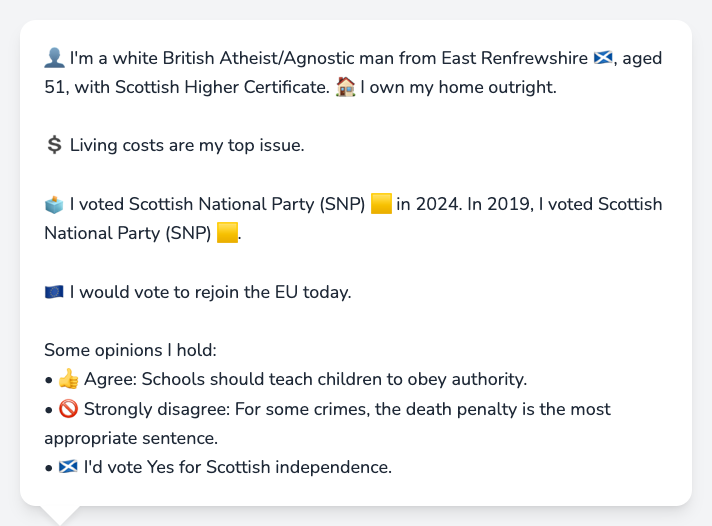 👤 I'm a white British Atheist/Agnostic man from East Renfrewshire 🏴󠁧󠁢󠁳󠁣󠁴󠁿, aged
51, with Scottish Higher Certificate. 🏠 I own my home outright.
💲 Living costs are my top issue.
🗳️ I voted Scottish National Party (SNP) 🟨 in 2024. In 2019, I voted Scottish
National Party (SNP) 🟨.
🇪🇺 I would vote to rejoin the EU today.
Some opinions I hold:
• 👍 Agree: Schools should teach children to obey authority.
• 🚫 Strongly disagree: For some crimes, the death penalty is the most
appropriate sentence.
• 🏴󠁧󠁢󠁳󠁣󠁴󠁿 I'd vote Yes for Scottish independence.